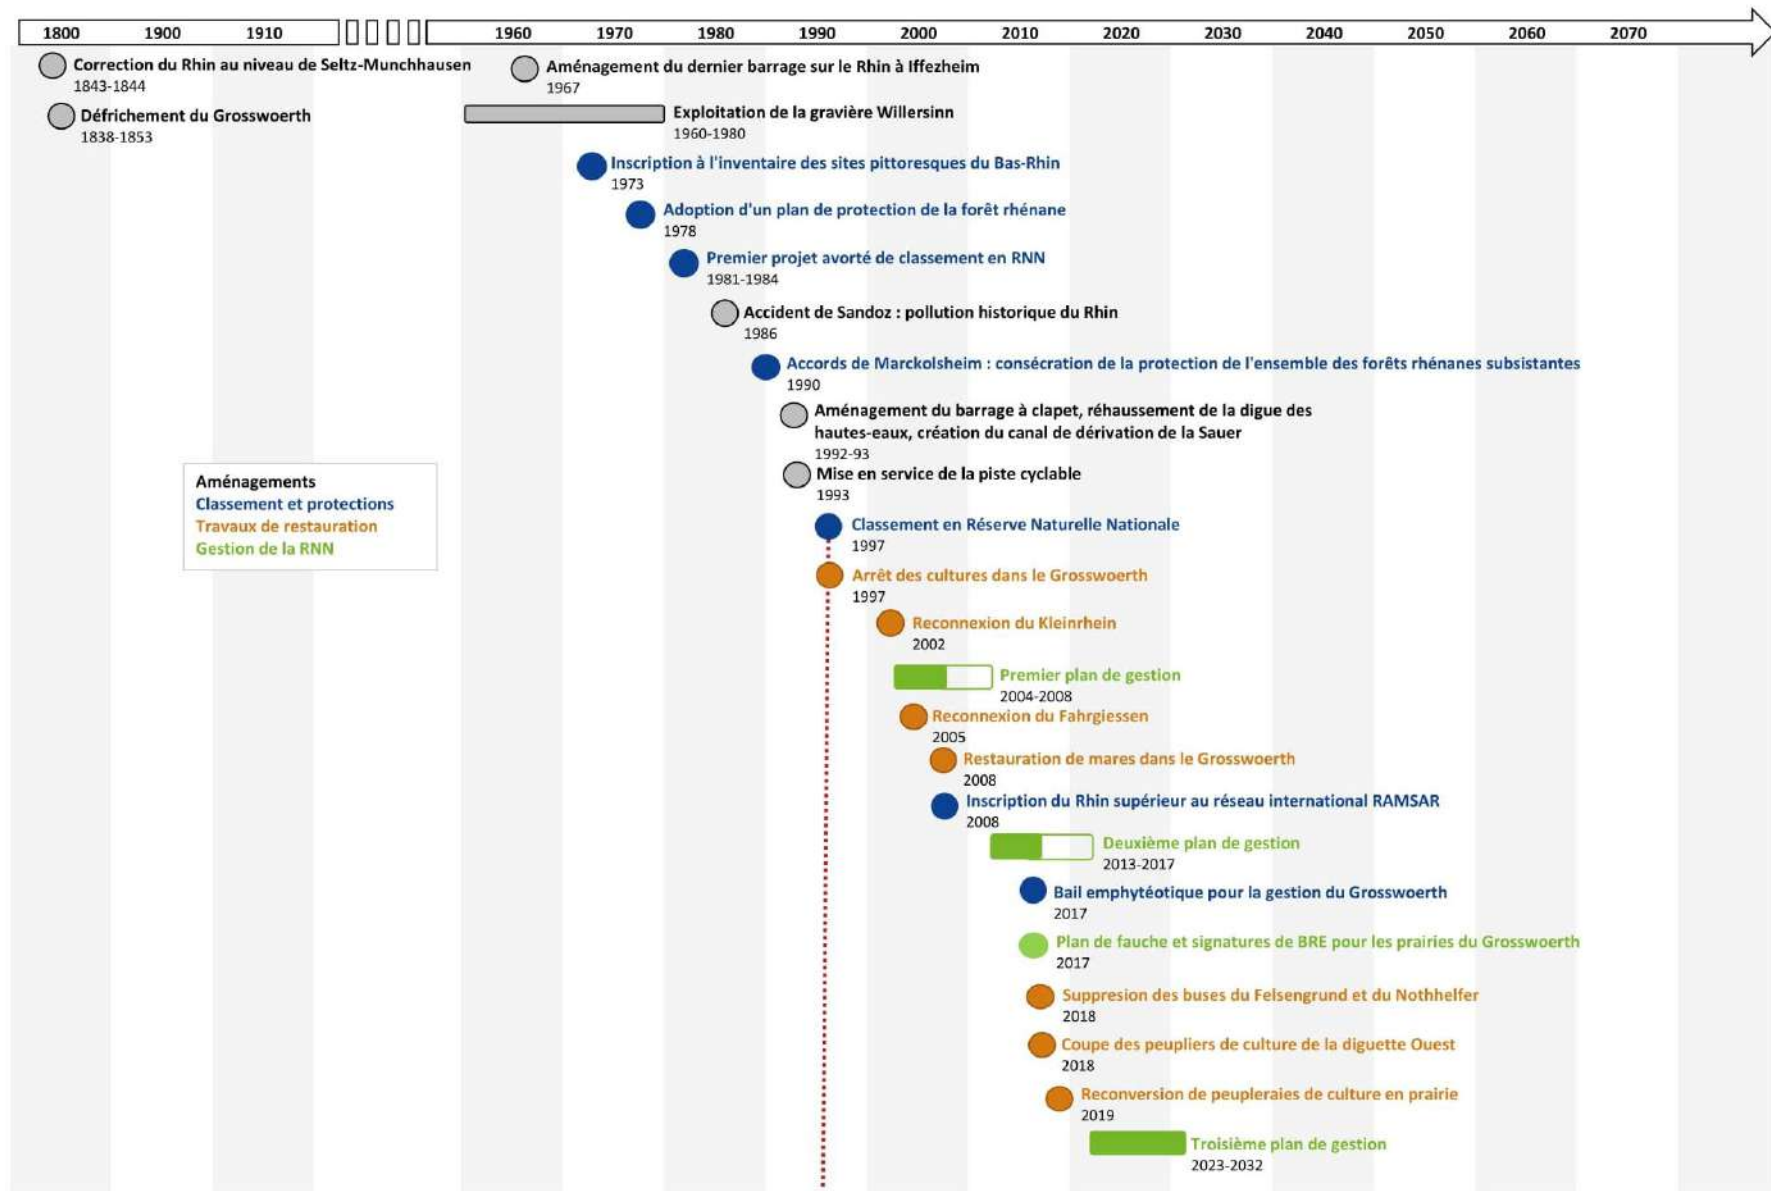 1800 1900 1910 1960 1970 1980 1990 2000 2010 2020 2030 2040 2050 2060 2070
Correction du Rhin au niveau de Seltz-Munchhausen
1843-1844
Aménagement du dernier barrage sur le Rhin à Iffezheim
1967
Défrichement du Grosswoerth
1838-1853
Exploitation de la gravière Willersinn
1960-1980
Inscription à l'inventaire des sites pittoresques du Bas-Rhin
1973
Adoption d'un plan de protection de la forêt rhénane
1978
Premier projet avorté de classement en RNN
1981-1984
Accident de Sandoz : pollution historique du Rhin
1986
Accords de Marckolsheim : consécration de la protection de l'ensemble des forêts rhénanes subsistantes
1990
Aménagement du barrage à clapet, réhaussement de la digue des
hautes-eaux, création du canal de dérivation de la Sauer
1992-93
Mise en service de la piste cyclable
1993
Aménagements
Classement et protections
Travaux de restauration
Gestion de la RNN
Classement en Réserve Naturelle Nationale
1997
Arrêt des cultures dans le Grosswoerth
1997
Reconnexion du Kleinrhein
2002
Premier plan de gestion
2004-2008
Reconnexion du Fahrgiessen
2005
Restauration de mares dans le Grosswoerth
2008
Inscription du Rhin supérieur au réseau international RAMSAR
2008
Deuxième plan de gestion
2013-2017
Bail emphytéotique pour la gestion du Grosswoerth
2017
Plan de fauche et signatures de BRE pour les prairies du Grosswoerth
2017
Suppresion des buses du Felsengrund et du Nothhelfer
2018
Coupe des peupliers de culture de la diguette Ouest
2018
Reconversion de peupleraies de culture en prairie
2019
Troisième plan de gestion
2023-2032